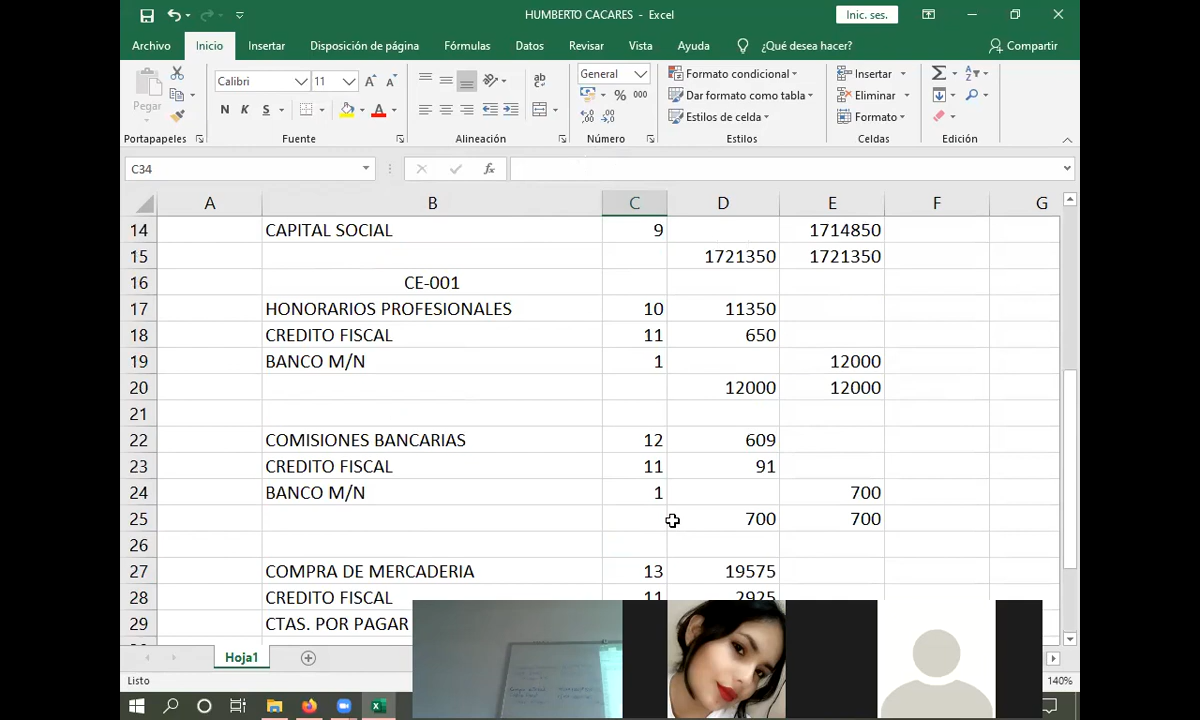 HUMBERTO CACARES - Excel
Inic. ses.
Archivo Inicio Insertar Disposición de página Fórmulas Datos Revisar Vista Ayuda ¿Qué desea hacer? Compartir
Pegar
Calibri 11
N K S
General
% 000
Formato condicional
Dar formato como tabla
Estilos de celda
Insertar
Eliminar
Formato
Portapapeles Fuente Alineación Número Estilos Celdas Edición
C34 fx
A B C D E F G
14 CAPITAL SOCIAL 9 1714850
15 1721350 1721350
16 CE-001
17 HONORARIOS PROFESIONALES 10 11350
18 CREDITO FISCAL 11 650
19 BANCO M/N 1 12000
20 12000 12000
21
22 COMISIONES BANCARIAS 12 609
23 CREDITO FISCAL 11 91
24 BANCO M/N 1 700
25 700 700
26
27 COMPRA DE MERCADERIA 13 19575
28 CREDITO FISCAL 11 2925
29 CTAS. POR PAGAR
Hoja1
Listo 140%